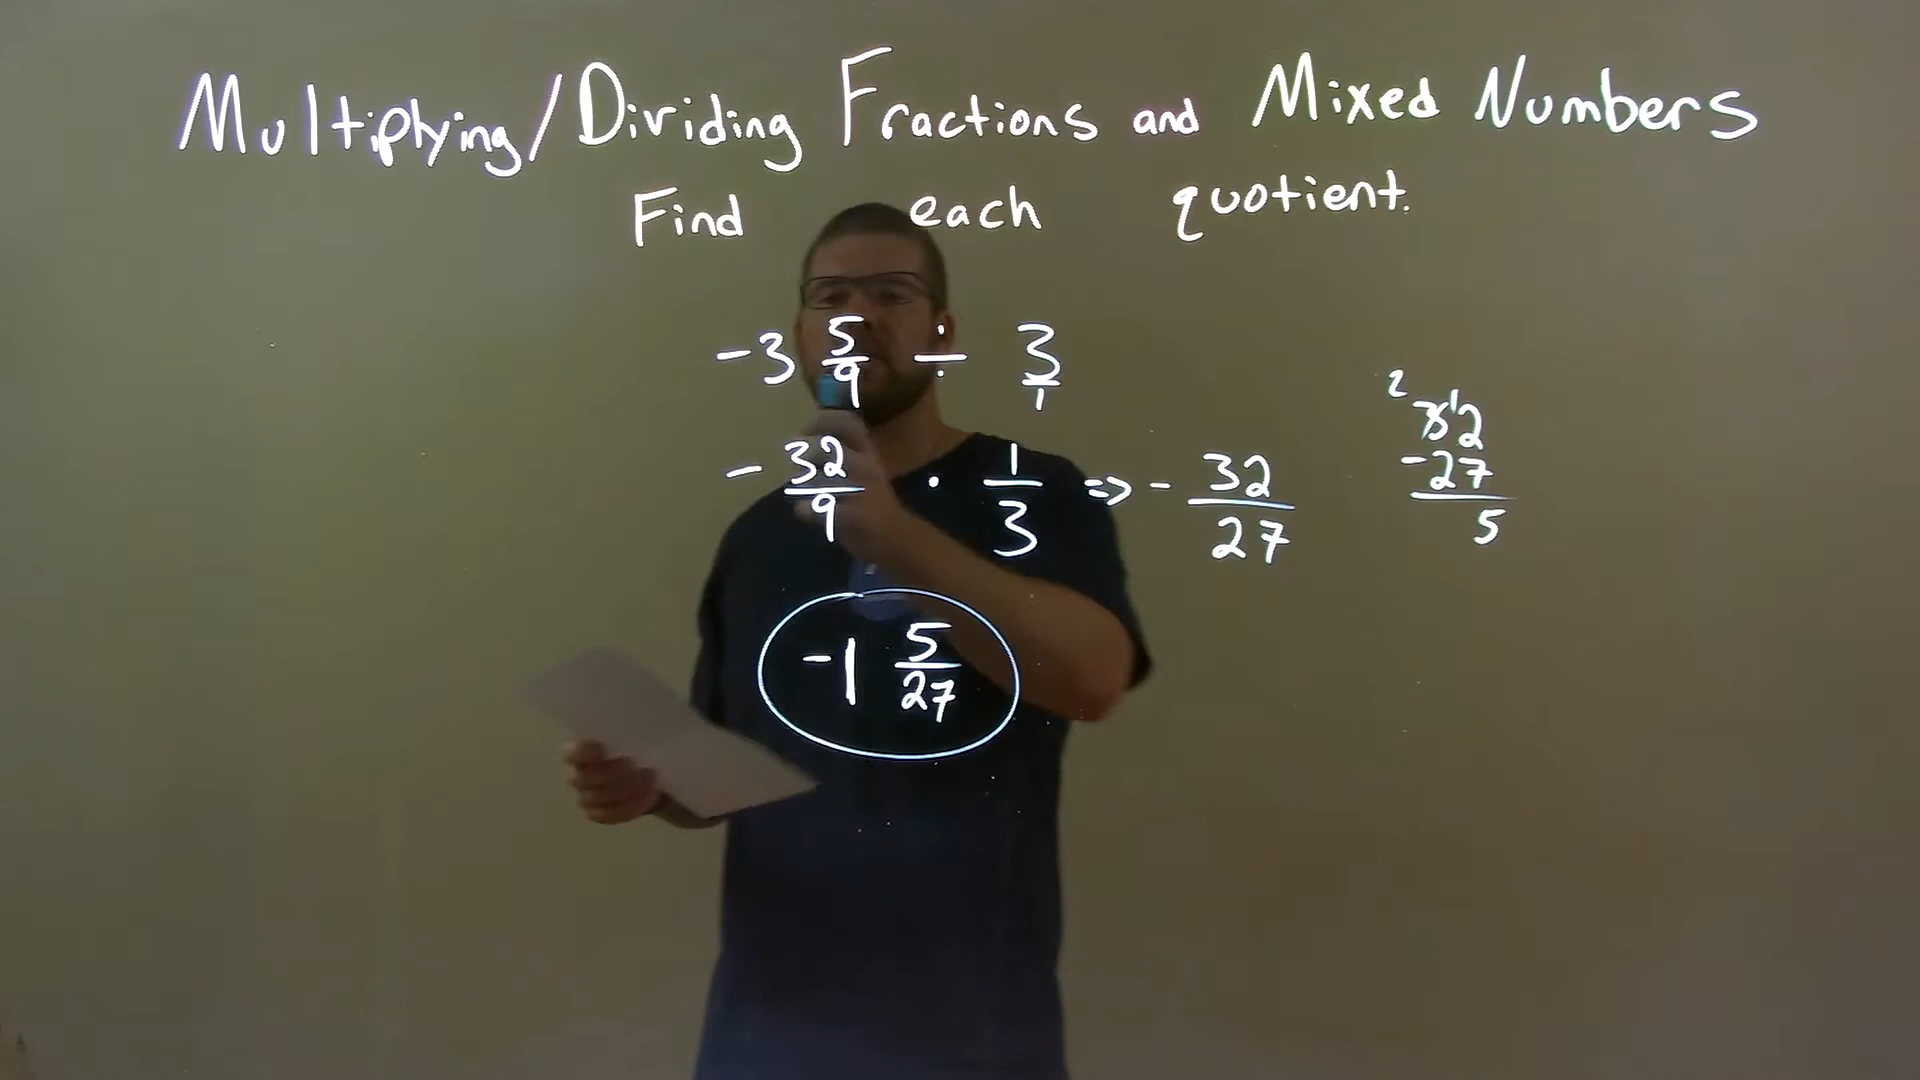 Multiplying/Dividing Fractions and Mixed Numbers
Find each quotient.
-3 5/9 ÷ 3/1
- 32/9 · 1/3 => - 32/27
2 1
32
-27
5
-1 5/27